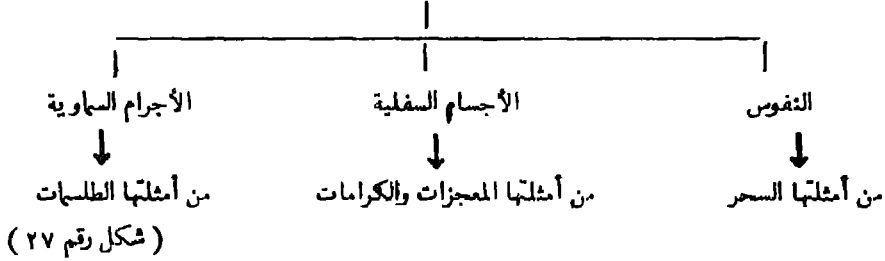 النفوس الأجسام السفلية الأجرام السماوية
من أمثلتها السحر من أمثلتها المعجزات والكرامات من أمثلتها الطلسمات
( شكل رقم ٢٧ )